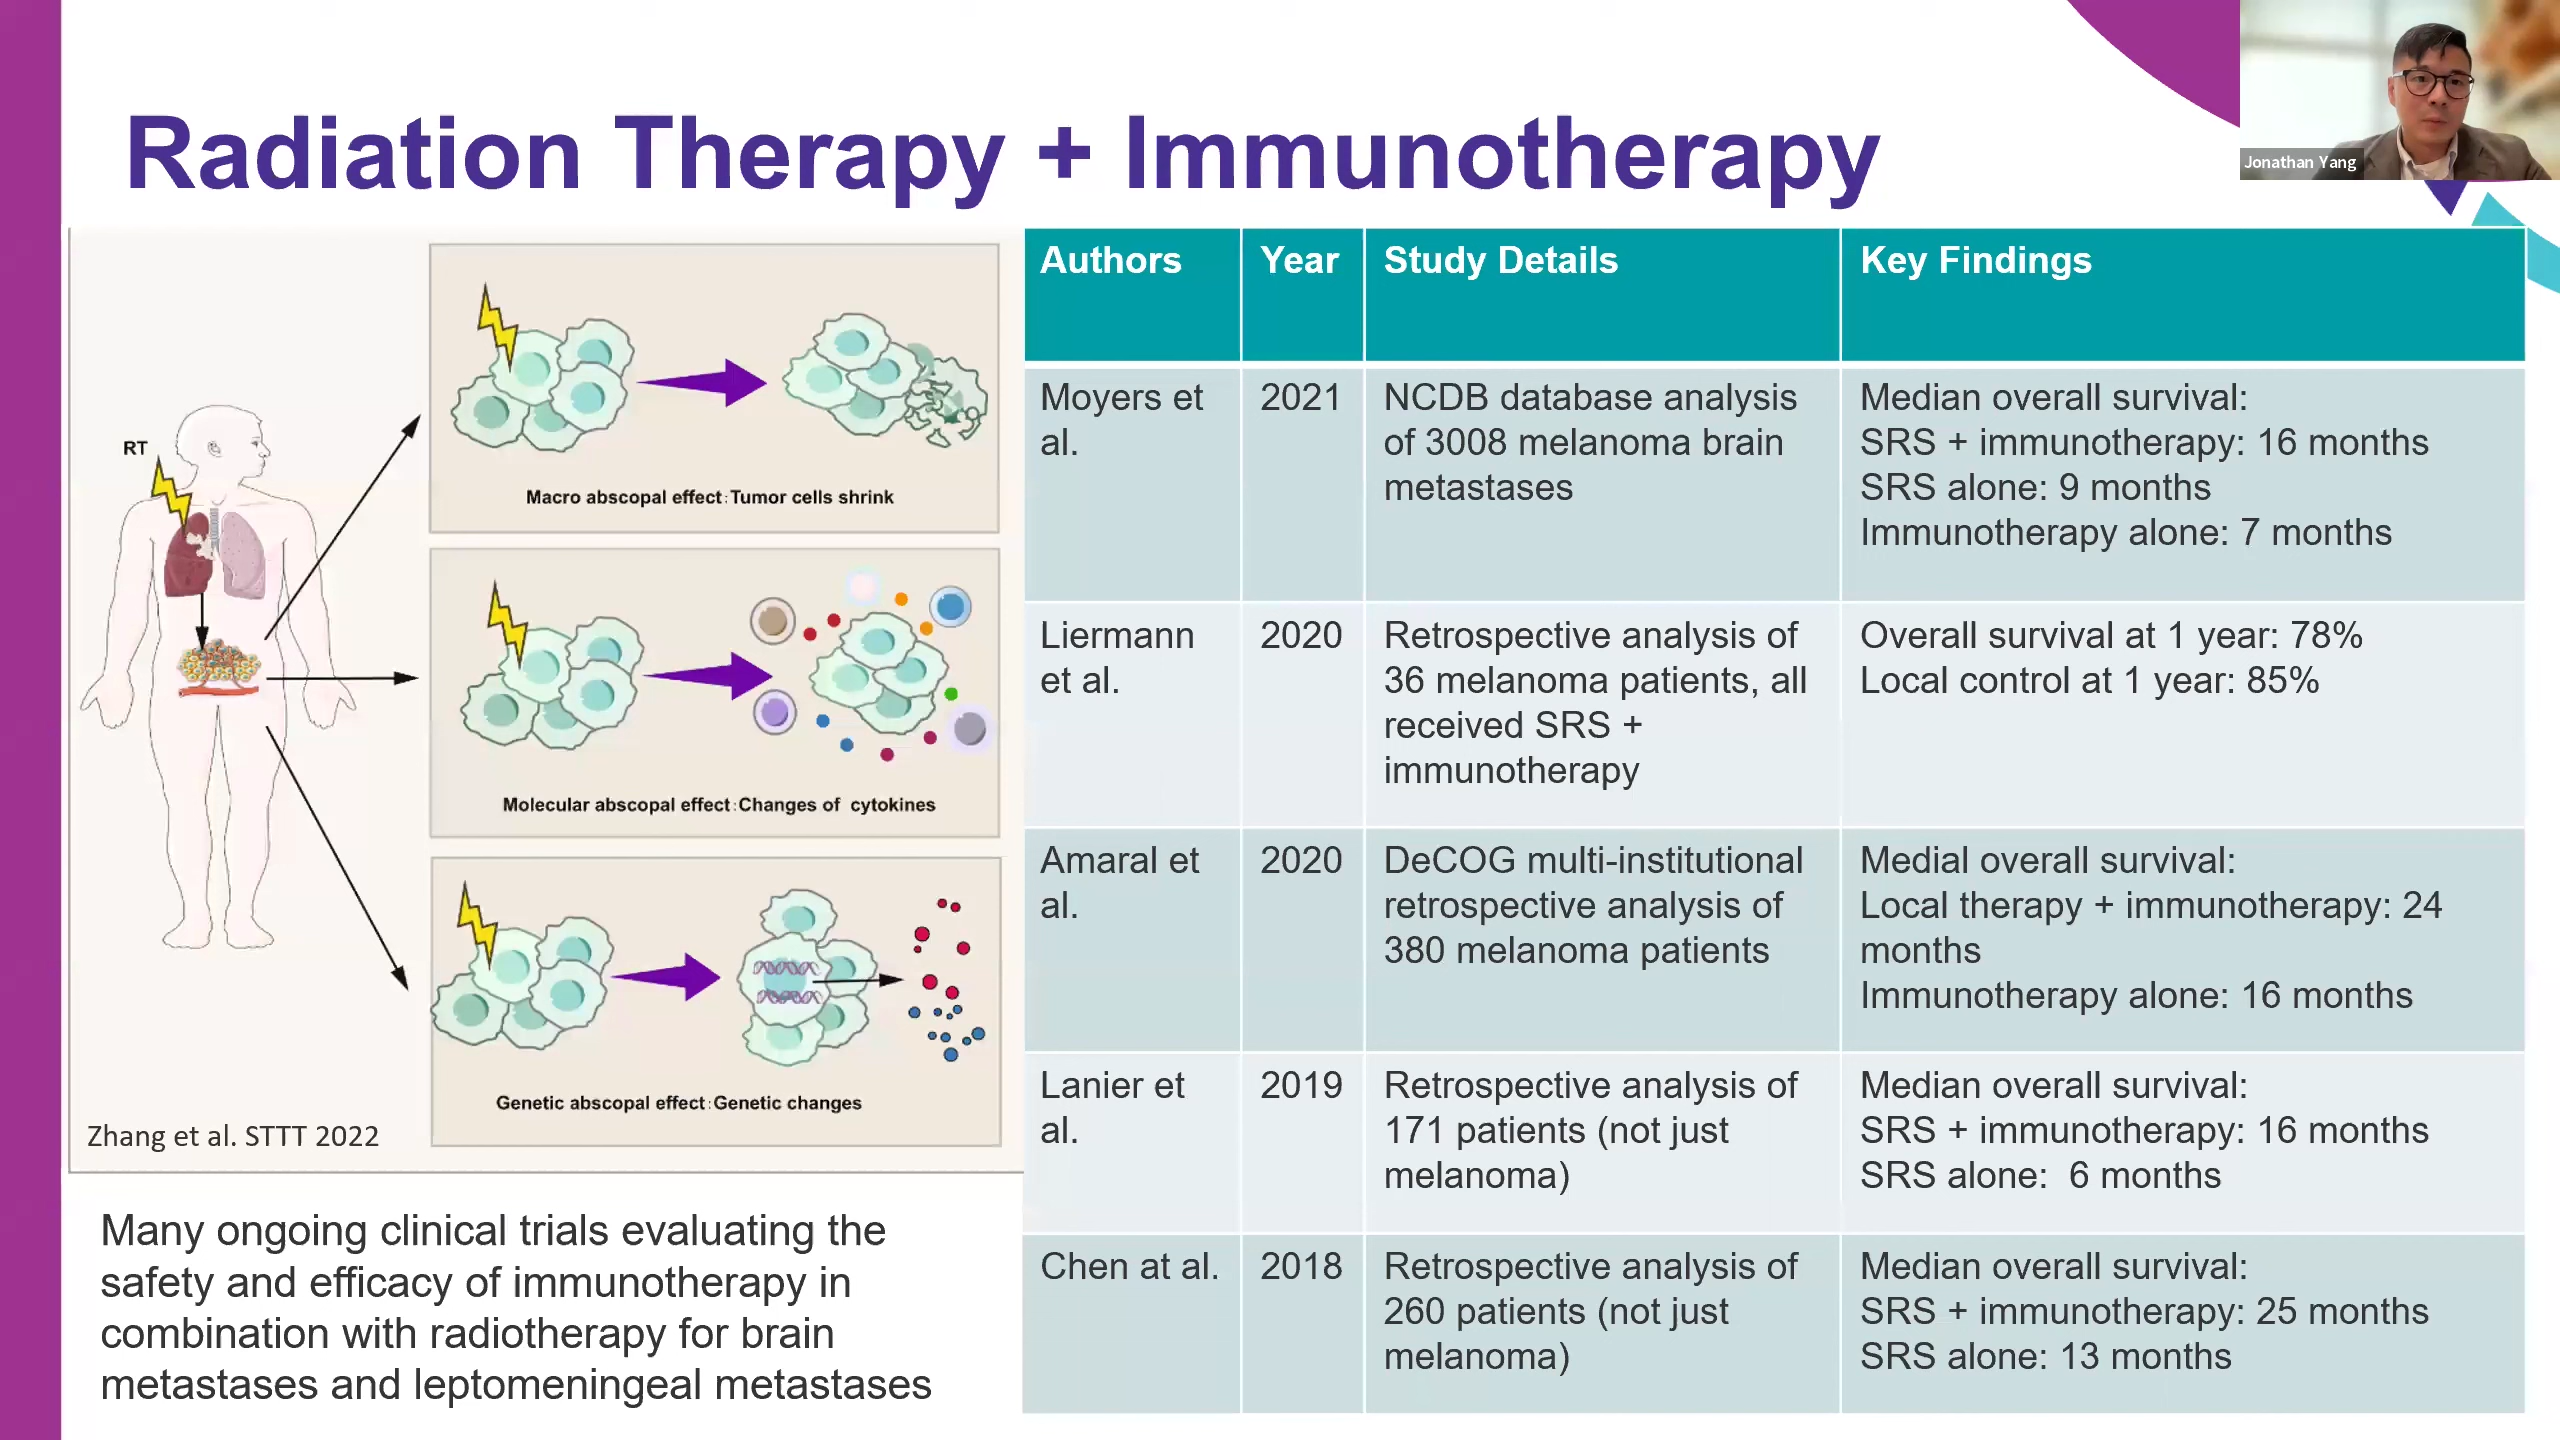 Radiation Therapy + Immunotherapy
Jonathan Yang
RT
Macro abscopal effect:Tumor cells shrink
Molecular abscopal effect:Changes of cytokines
Genetic abscopal effect:Genetic changes
Zhang et al. STTT 2022
Many ongoing clinical trials evaluating the
safety and efficacy of immunotherapy in
combination with radiotherapy for brain
metastases and leptomeningeal metastases
Authors
Year
Study Details
Key Findings
Moyers et
al.
2021
NCDB database analysis
of 3008 melanoma brain
metastases
Median overall survival:
SRS + immunotherapy: 16 months
SRS alone: 9 months
Immunotherapy alone: 7 months
Liermann
et al.
2020
Retrospective analysis of
36 melanoma patients, all
received SRS +
immunotherapy
Overall survival at 1 year: 78%
Local control at 1 year: 85%
Amaral et
al.
2020
DeCOG multi-institutional
retrospective analysis of
380 melanoma patients
Medial overall survival:
Local therapy + immunotherapy: 24
months
Immunotherapy alone: 16 months
Lanier et
al.
2019
Retrospective analysis of
171 patients (not just
melanoma)
Median overall survival:
SRS + immunotherapy: 16 months
SRS alone:  6 months
Chen at al.
2018
Retrospective analysis of
260 patients (not just
melanoma)
Median overall survival:
SRS + immunotherapy: 25 months
SRS alone: 13 months